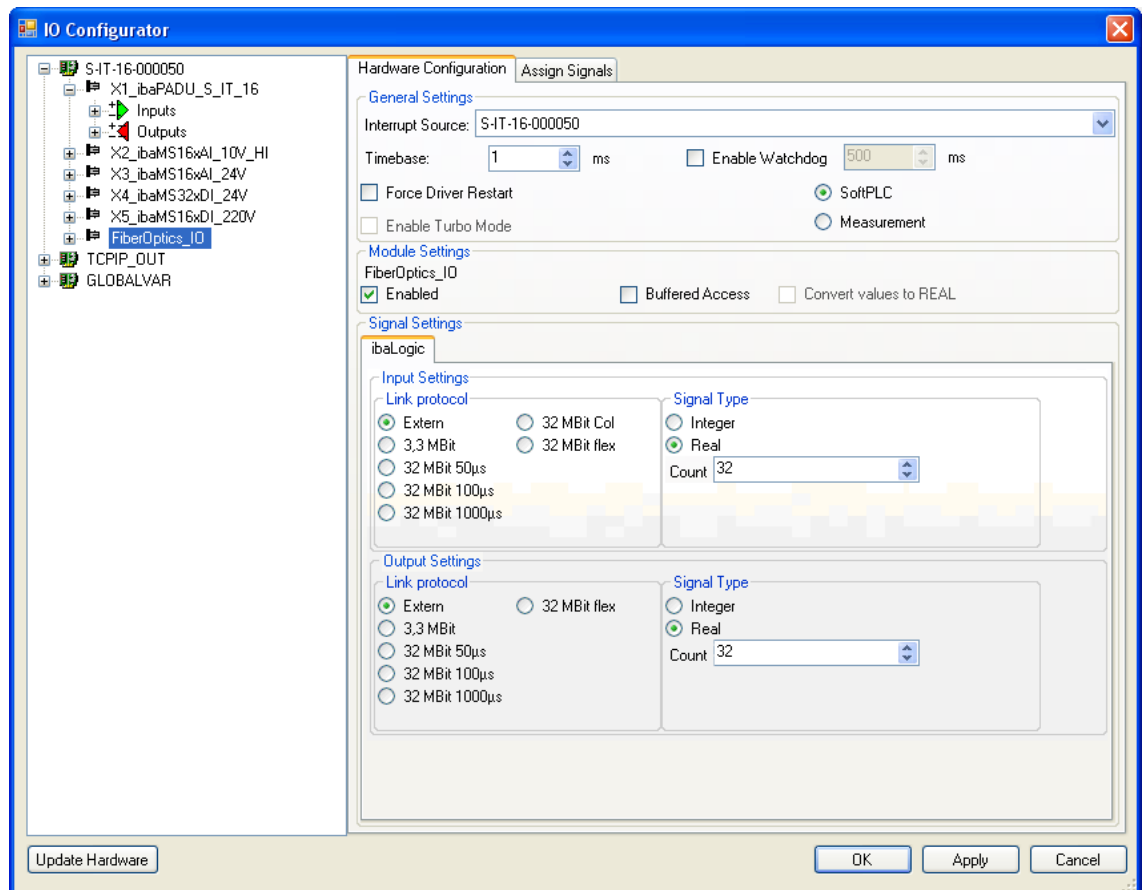 IO Configurator
S-IT-16-000050
X1_ibaPADU_S_IT_16
Inputs
Outputs
X2_ibaMS16xAI_10V_HI
X3_ibaMS16xAI_24V
X4_ibaMS32xDI_24V
X5_ibaMS16xDI_220V
FiberOptics_IO
TCPIP_OUT
GLOBALVAR
Hardware Configuration Assign Signals
General Settings
Interrupt Source: S-IT-16-000050
Timebase: 1 ms Enable Watchdog 500 ms
Force Driver Restart SoftPLC
Enable Turbo Mode Measurement
Module Settings
FiberOptics_IO
Enabled Buffered Access Convert values to REAL
Signal Settings
ibaLogic
Input Settings
Link protocol Signal Type
Extern 32 MBit Col Integer
3,3 MBit 32 MBit flex Real
32 MBit 50µs Count 32
32 MBit 100µs
32 MBit 1000µs
Output Settings
Link protocol Signal Type
Extern 32 MBit flex Integer
3,3 MBit Real
32 MBit 50µs Count 32
32 MBit 100µs
32 MBit 1000µs
Update Hardware OK Apply Cancel